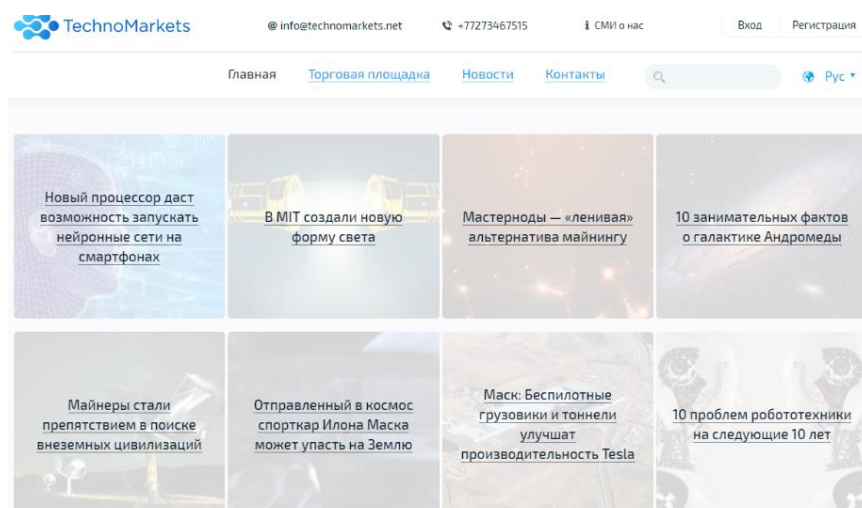 TechnoMarkets
@ info@technomarkets.net
+77273467515
СМИ о нас
Вход
Регистрация
Главная
Торговая площадка
Новости
Контакты
Рус
Новый процессор даст
возможность запускать
нейронные сети на
смартфонах
В MIT создали новую
форму света
Мастерноды — «ленивая»
альтернатива майнингу
10 занимательных фактов
о галактике Андромеды
Майнеры стали
препятствием в поиске
внеземных цивилизаций
Отправленный в космос
спорткар Илона Маска
может упасть на Землю
Маск: Беспилотные
грузовики и тоннели
улучшат
производительность Tesla
10 проблем робототехники
на следующие 10 лет